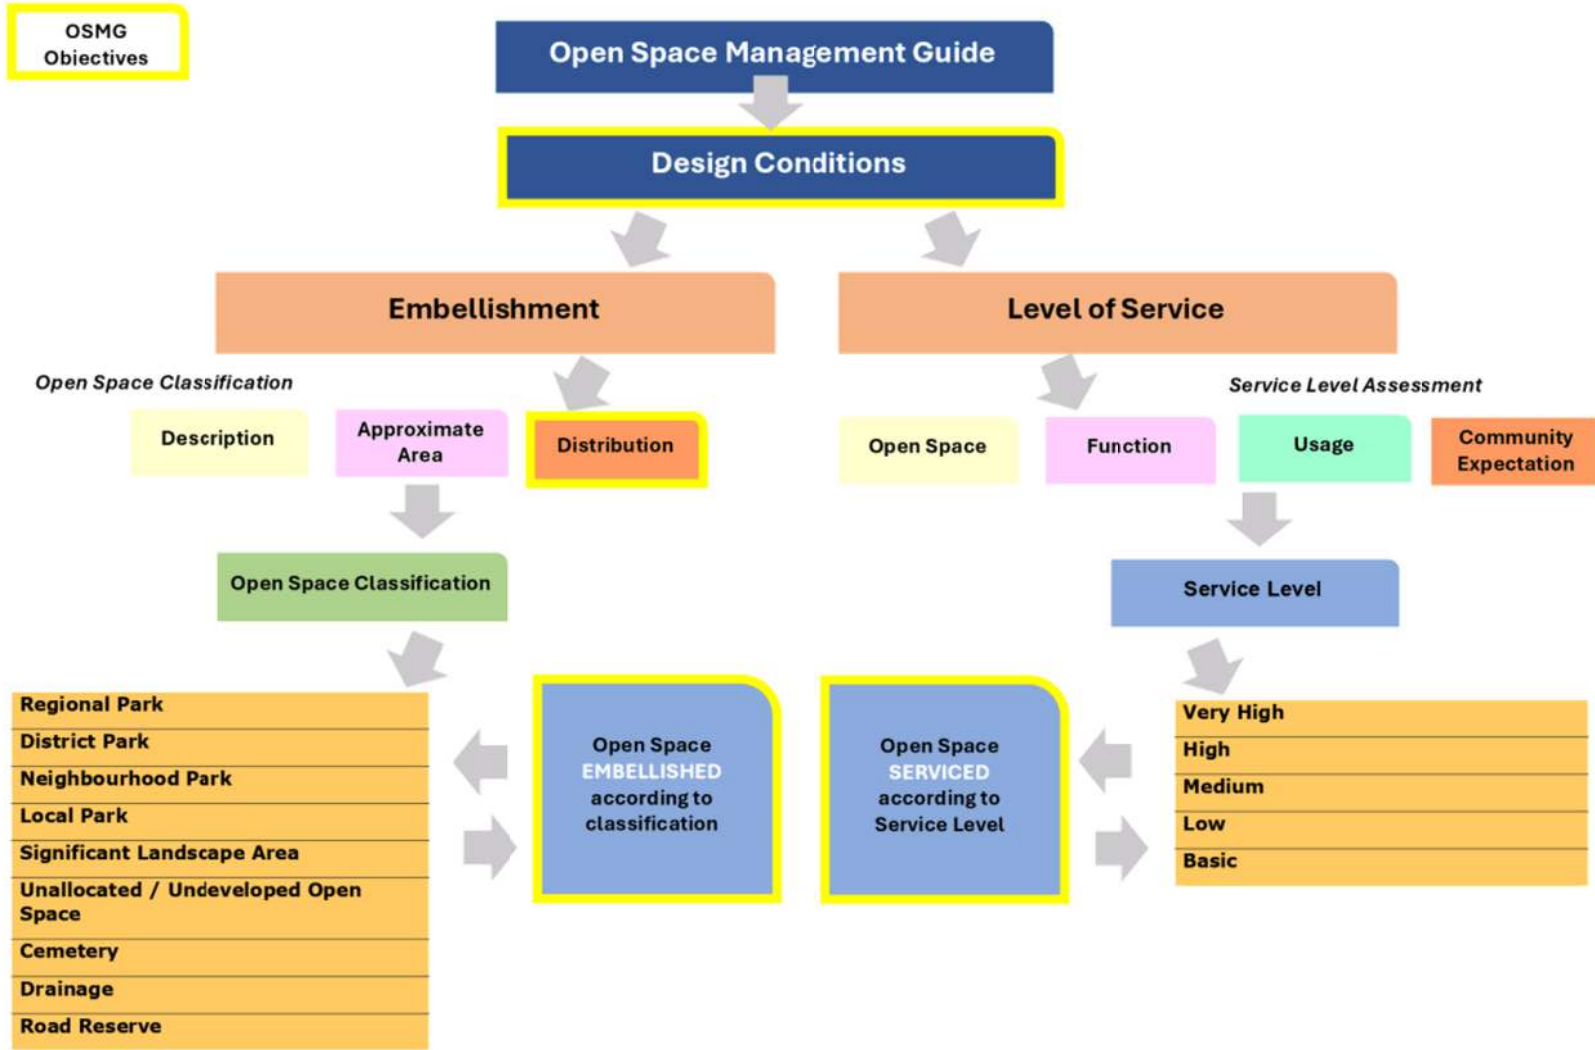 OSMG
Objectives
Open Space Management Guide
Design Conditions
Embellishment
Level of Service
Open Space Classification
Service Level Assessment
Description
Approximate
Area
Distribution
Open Space
Function
Usage
Community
Expectation
Open Space Classification
Service Level
Regional Park
District Park
Neighbourhood Park
Local Park
Significant Landscape Area
Unallocated / Undeveloped Open
Space
Cemetery
Drainage
Road Reserve
Open Space
EMBELLISHED
according to
classification
Open Space
SERVICED
according to
Service Level
Very High
High
Medium
Low
Basic